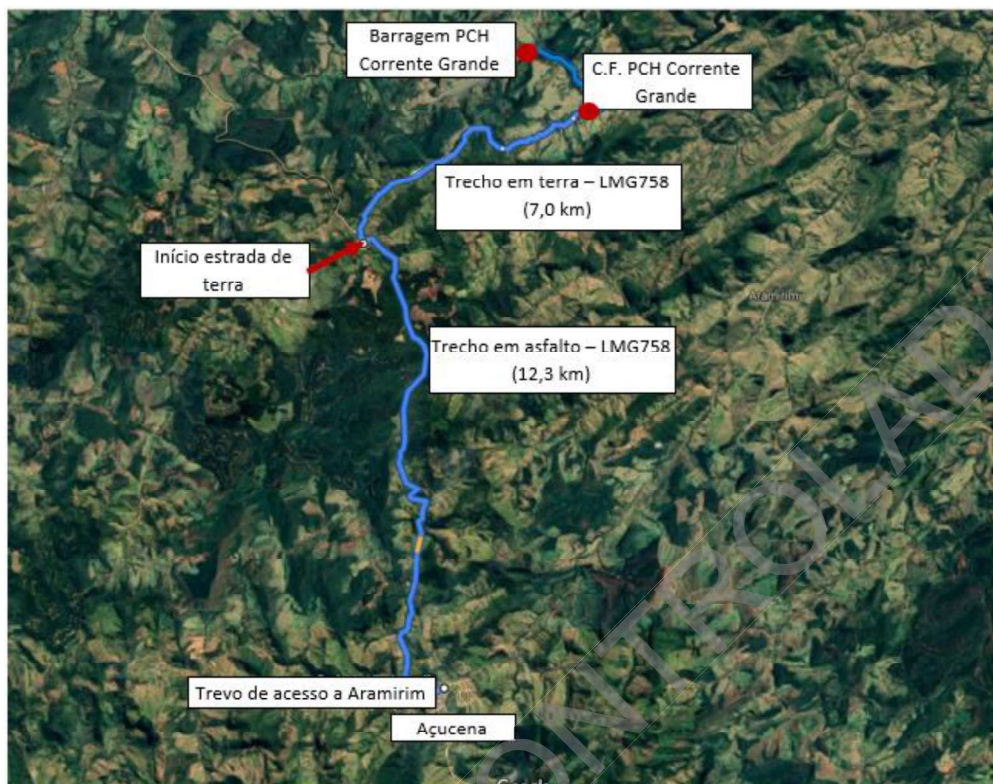 Barragem PCH
Corrente Grande
C.F. PCH Corrente
Grande
Trecho em terra – LMG758
(7,0 km)
Início estrada de
terra
Aramirim
Trecho em asfalto – LMG758
(12,3 km)
Trevo de acesso a Aramirim
Açucena